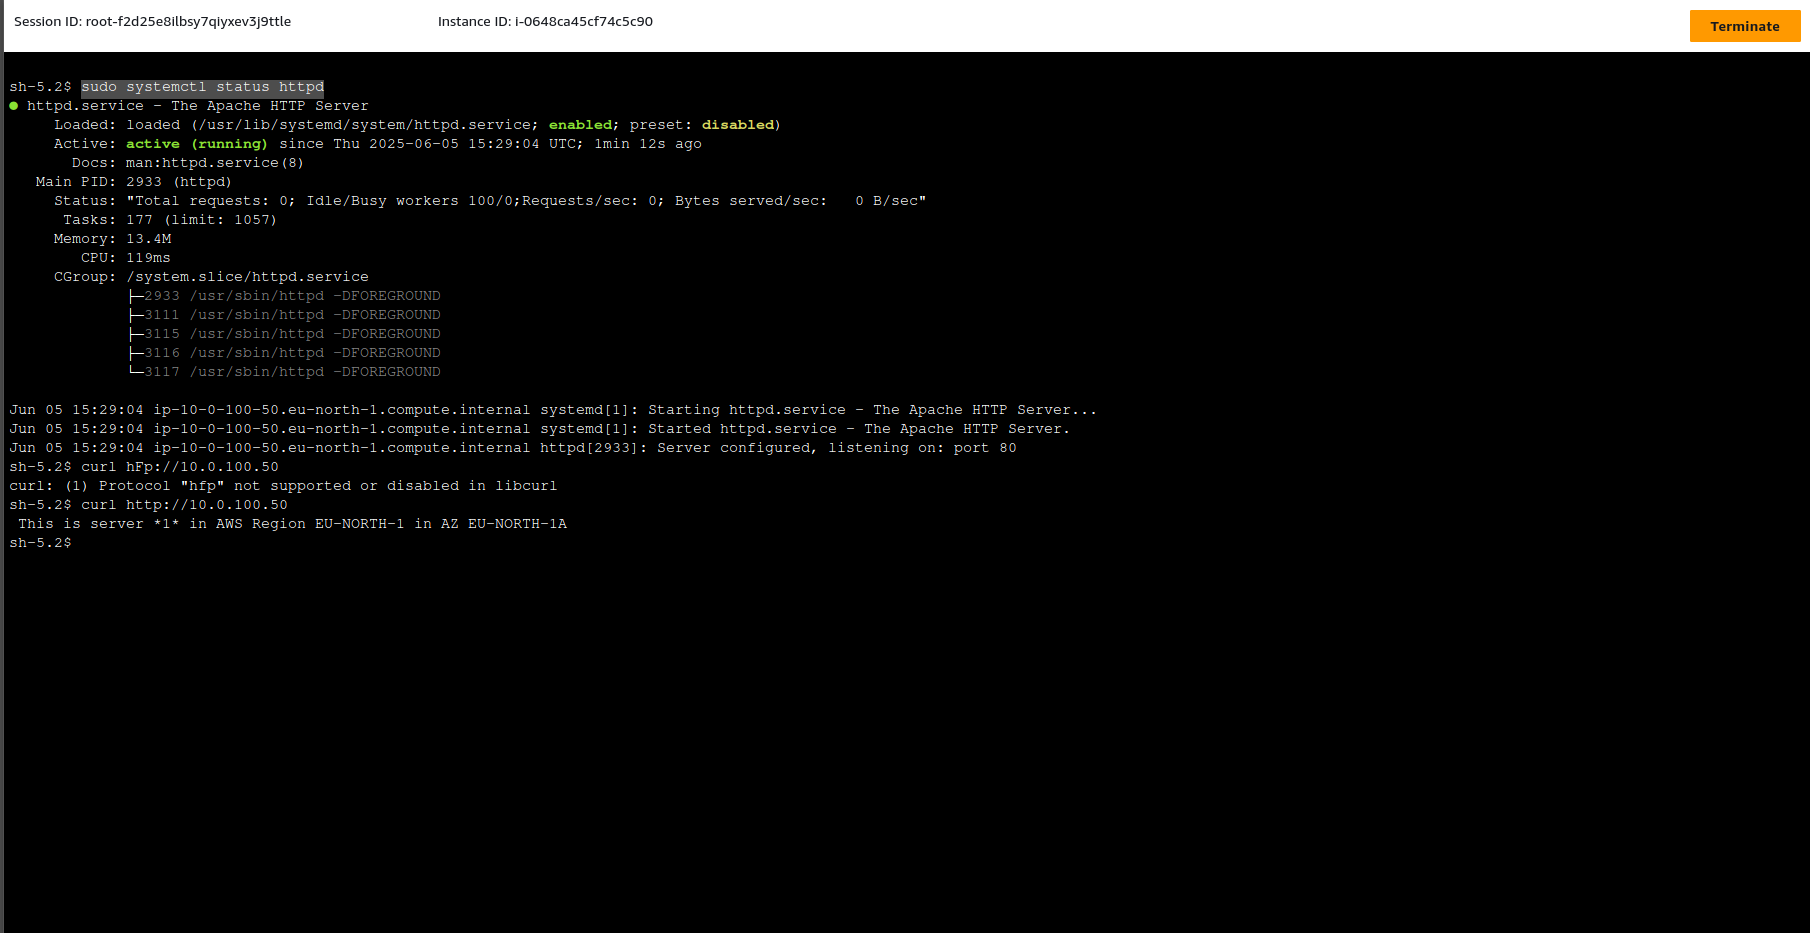 Session ID: root-f2d25e8ilbsy7qiyxev3j9ttle Instance ID: i-0648ca45cf74c5c90 Terminate
sh-5.2$ sudo systemctl status httpd
● httpd.service - The Apache HTTP Server
Loaded: loaded (/usr/lib/systemd/system/httpd.service; enabled; preset: disabled)
Active: active (running) since Thu 2025-06-05 15:29:04 UTC; 1min 12s ago
Docs: man:httpd.service(8)
Main PID: 2933 (httpd)
Status: "Total requests: 0; Idle/Busy workers 100/0;Requests/sec: 0; Bytes served/sec:   0 B/sec"
Tasks: 177 (limit: 1057)
Memory: 13.4M
CPU: 119ms
CGroup: /system.slice/httpd.service
├─2933 /usr/sbin/httpd -DFOREGROUND
├─3111 /usr/sbin/httpd -DFOREGROUND
├─3115 /usr/sbin/httpd -DFOREGROUND
├─3116 /usr/sbin/httpd -DFOREGROUND
└─3117 /usr/sbin/httpd -DFOREGROUND
Jun 05 15:29:04 ip-10-0-100-50.eu-north-1.compute.internal systemd[1]: Starting httpd.service - The Apache HTTP Server...
Jun 05 15:29:04 ip-10-0-100-50.eu-north-1.compute.internal systemd[1]: Started httpd.service - The Apache HTTP Server.
Jun 05 15:29:04 ip-10-0-100-50.eu-north-1.compute.internal httpd[2933]: Server configured, listening on: port 80
sh-5.2$ curl hFp://10.0.100.50
curl: (1) Protocol "hfp" not supported or disabled in libcurl
sh-5.2$ curl http://10.0.100.50
This is server *1* in AWS Region EU-NORTH-1 in AZ EU-NORTH-1A
sh-5.2$